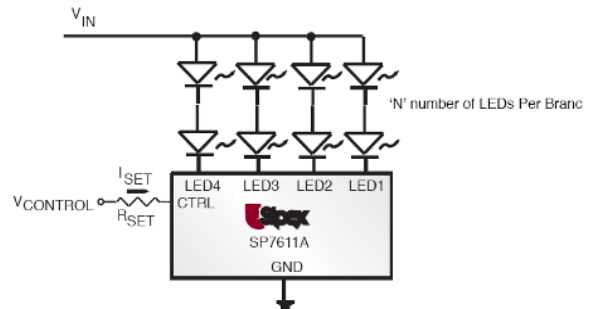 VIN
'N' number of LEDs Per Branc
ISET
VCONTROL
RSET
LED4 LED3 LED2 LED1
CTRL
Sipex
SP7611A
GND